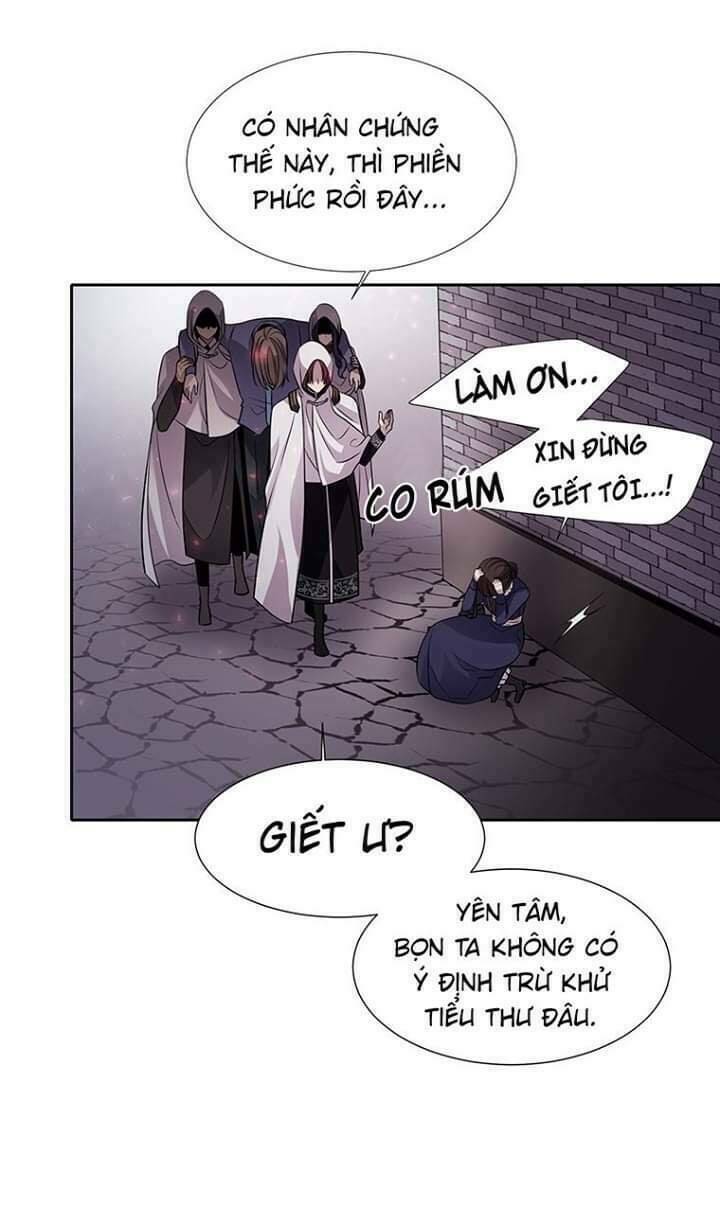 CÓ NHÂN CHỨNG
THẾ NÀY, THÌ PHIỀN
PHỨC RỒI ĐÂY...
LÀM ƠN...
XIN ĐỪNG
GIẾT TÔI...!
CO RÚM
GIẾT Ư?
YÊN TÂM,
BỌN TA KHÔNG CÓ
Ý ĐỊNH TRỪ KHỬ
TIỂU THƯ ĐÂU.